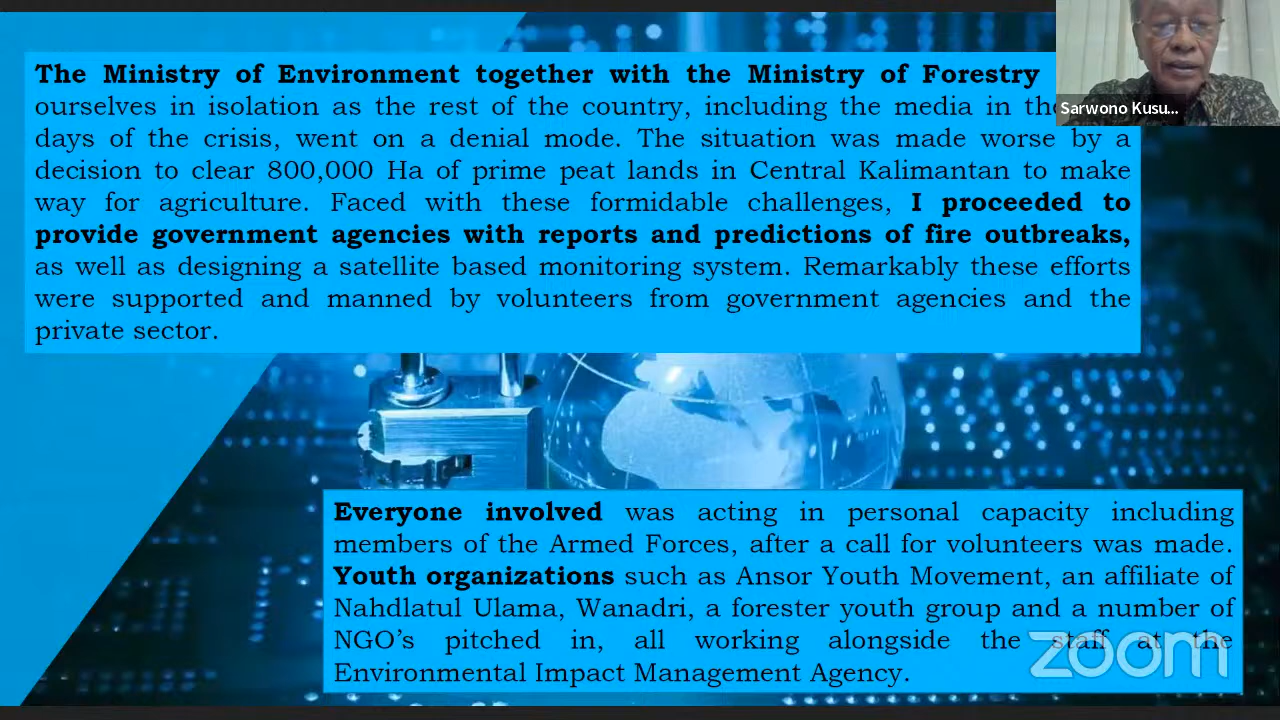 The Ministry of Environment together with the Ministry of Forestry
ourselves in isolation as the rest of the country, including the media in
days of the crisis, went on a denial mode. The situation was made worse by a
decision to clear 800,000 Ha of prime peat lands in Central Kalimantan to make
way for agriculture. Faced with these formidable challenges, I proceeded to
provide government agencies with reports and predictions of fire outbreaks,
as well as designing a satellite based monitoring system. Remarkably these efforts
were supported and manned by volunteers from government agencies and the
private sector.
Sarwono Kusu...
Everyone involved was acting in personal capacity including
members of the Armed Forces, after a call for volunteers was made.
Youth organizations such as Ansor Youth Movement, an affiliate of
Nahdlatul Ulama, Wanadri, a forester youth group and a number of
NGO's pitched in, all working alongside the staff at the
Environmental Impact Management Agency.
zoom